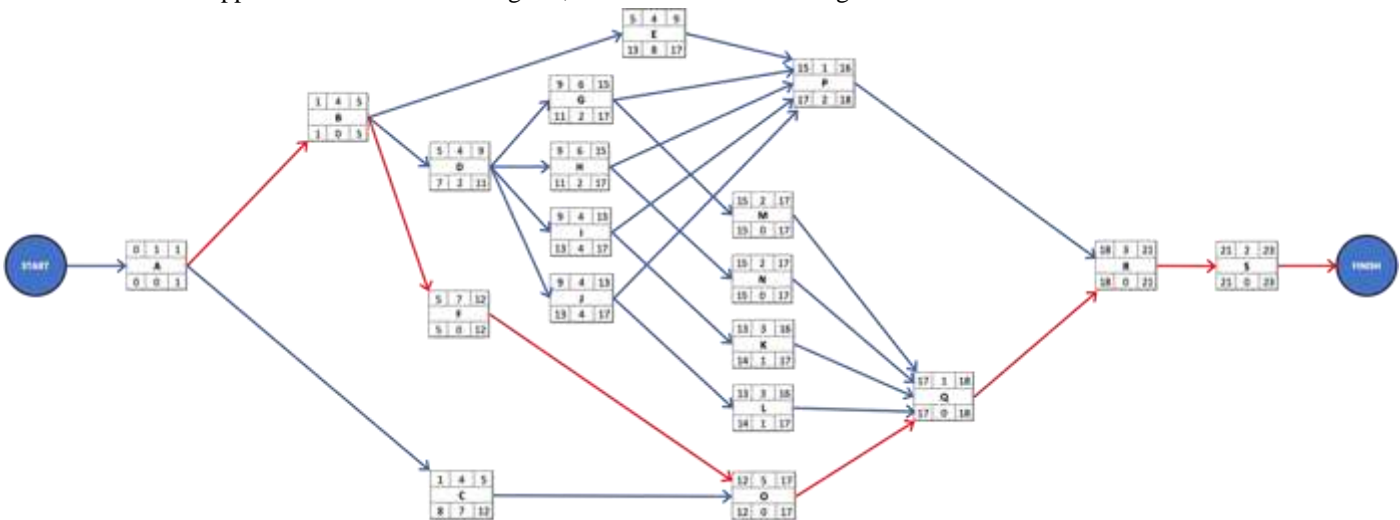 5 4 9
E
13 8 17
15 1 16
P
17 2 18
9 6 15
G
11 2 17
1 4 5
B
1 0 5
5 4 9
D
7 2 11
9 6 15
H
11 2 17
15 2 17
M
15 0 17
9 4 13
I
13 4 17
0 1 1
A
0 0 1
START
18 3 21
R
18 0 21
21 2 23
S
21 0 23
FINISH
15 2 17
N
15 0 17
9 4 13
J
13 4 17
5 7 12
F
5 0 12
13 3 16
K
14 1 17
17 1 18
Q
17 0 18
13 3 16
L
14 1 17
1 4 5
C
8 7 12
12 5 17
O
12 0 17